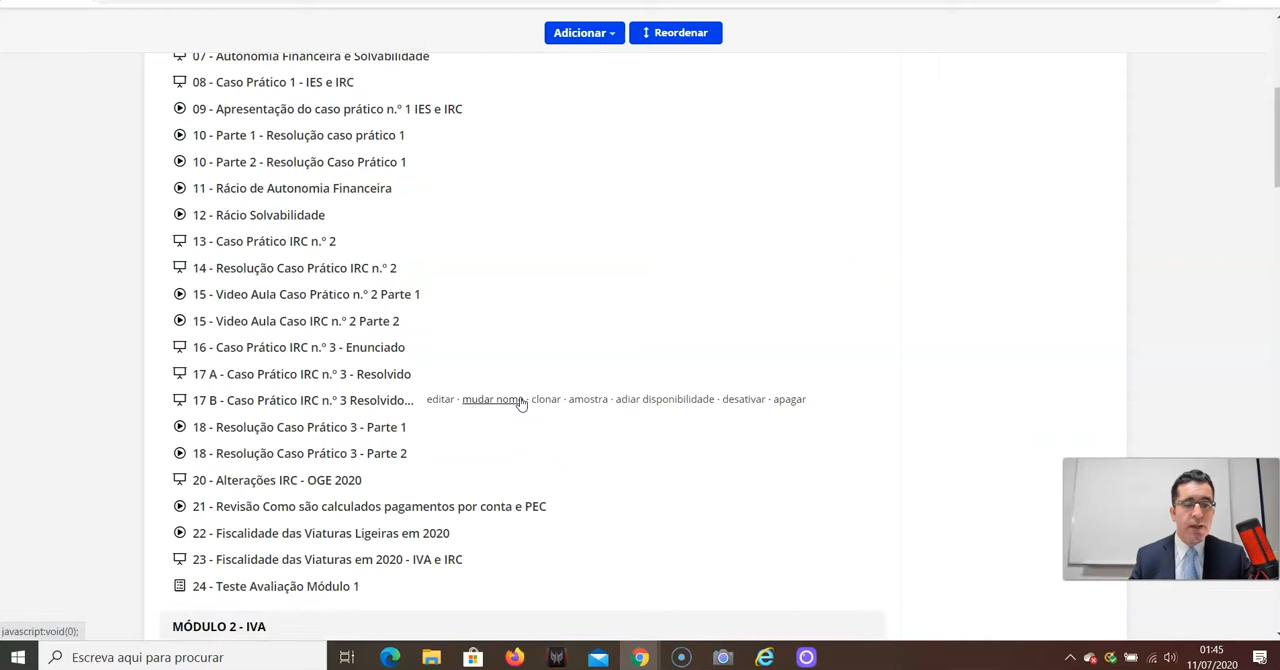 Adicionar
Reordenar
07 - Autonomia Financeira e Solvabilidade
08 - Caso Prático 1 - IES e IRC
09 - Apresentação do caso prático n.º 1 IES e IRC
10 - Parte 1 - Resolução caso prático 1
10 - Parte 2 - Resolução Caso Prático 1
11 - Rácio de Autonomia Financeira
12 - Rácio Solvabilidade
13 - Caso Prático IRC n.º 2
14 - Resolução Caso Prático IRC n.º 2
15 - Video Aula Caso Prático n.º 2 Parte 1
15 - Video Aula Caso IRC n.º 2 Parte 2
16 - Caso Prático IRC n.º 3 - Enunciado
17 A - Caso Prático IRC n.º 3 - Resolvido
17 B - Caso Prático IRC n.º 3 Resolvido... editar · mudar nome · clonar · amostra · adiar disponibilidade · desativar · apagar
18 - Resolução Caso Prático 3 - Parte 1
18 - Resolução Caso Prático 3 - Parte 2
20 - Alterações IRC - OGE 2020
21 - Revisão Como são calculados pagamentos por conta e PEC
22 - Fiscalidade das Viaturas Ligeiras em 2020
23 - Fiscalidade das Viaturas em 2020 - IVA e IRC
24 - Teste Avaliação Módulo 1
MÓDULO 2 - IVA
javascript:void(0);
Escreva aqui para procurar
01:45
11/07/2020